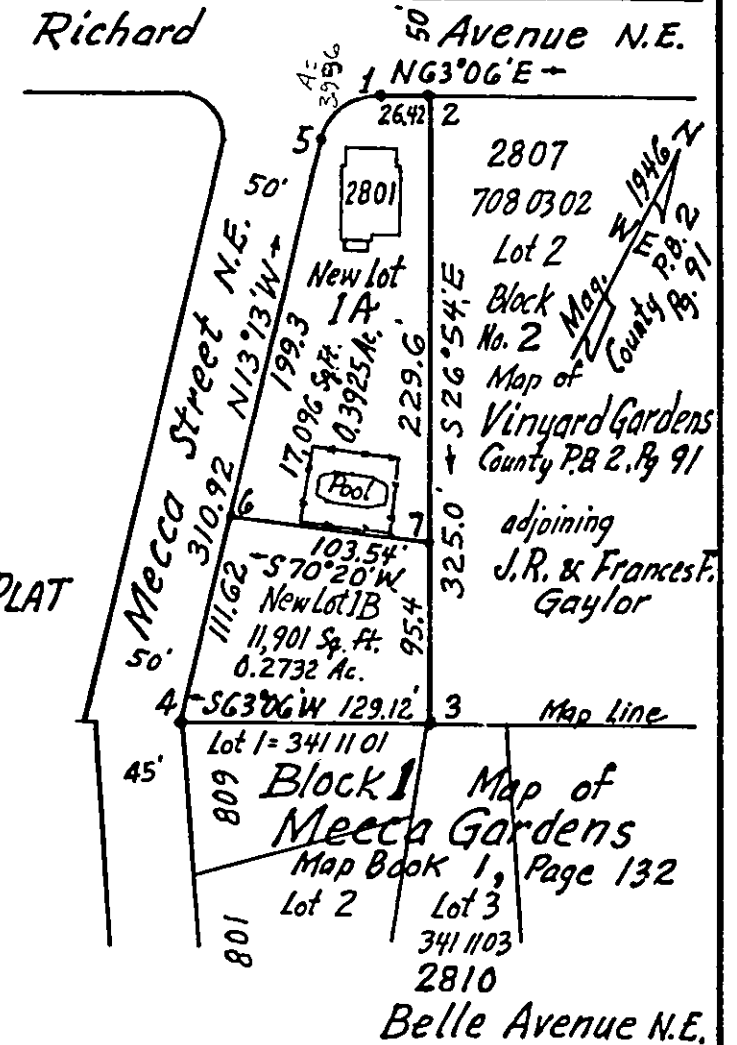 Richard
50' Avenue N.E.
A=
39.86
N63°06'E
1
26.42
2
5
50'
2801
2807
708 03 02
Lot 2
Block
No. 2
Map of
Vinyard Gardens
County P.B 2, Pg 91
adjoining
J.R. & Frances F.
Gaylor
Mag. 1946
N
W
E
County P.B. 2
Pg. 91
New Lot
1A
17,096 Sq.Ft.
0.3925 Ac.
Mecca Street N.E.
N13°13'W
199.3
310.92
229.6'
S26°54'E
325.0'
Pool
6
7
103.54'
S70°20'W
New Lot 1B
11,901 Sq. Ft.
0.2732 Ac.
111.62
95.4
PLAT
50'
4
S63°06'W 129.12'
3
Map Line
Lot 1 = 341 11 01
45'
809
Block 1
Map of
Mecca Gardens
Map Book 1, Page 132
Lot 2
Lot 3
341 1103
801
2810
Belle Avenue N.E.